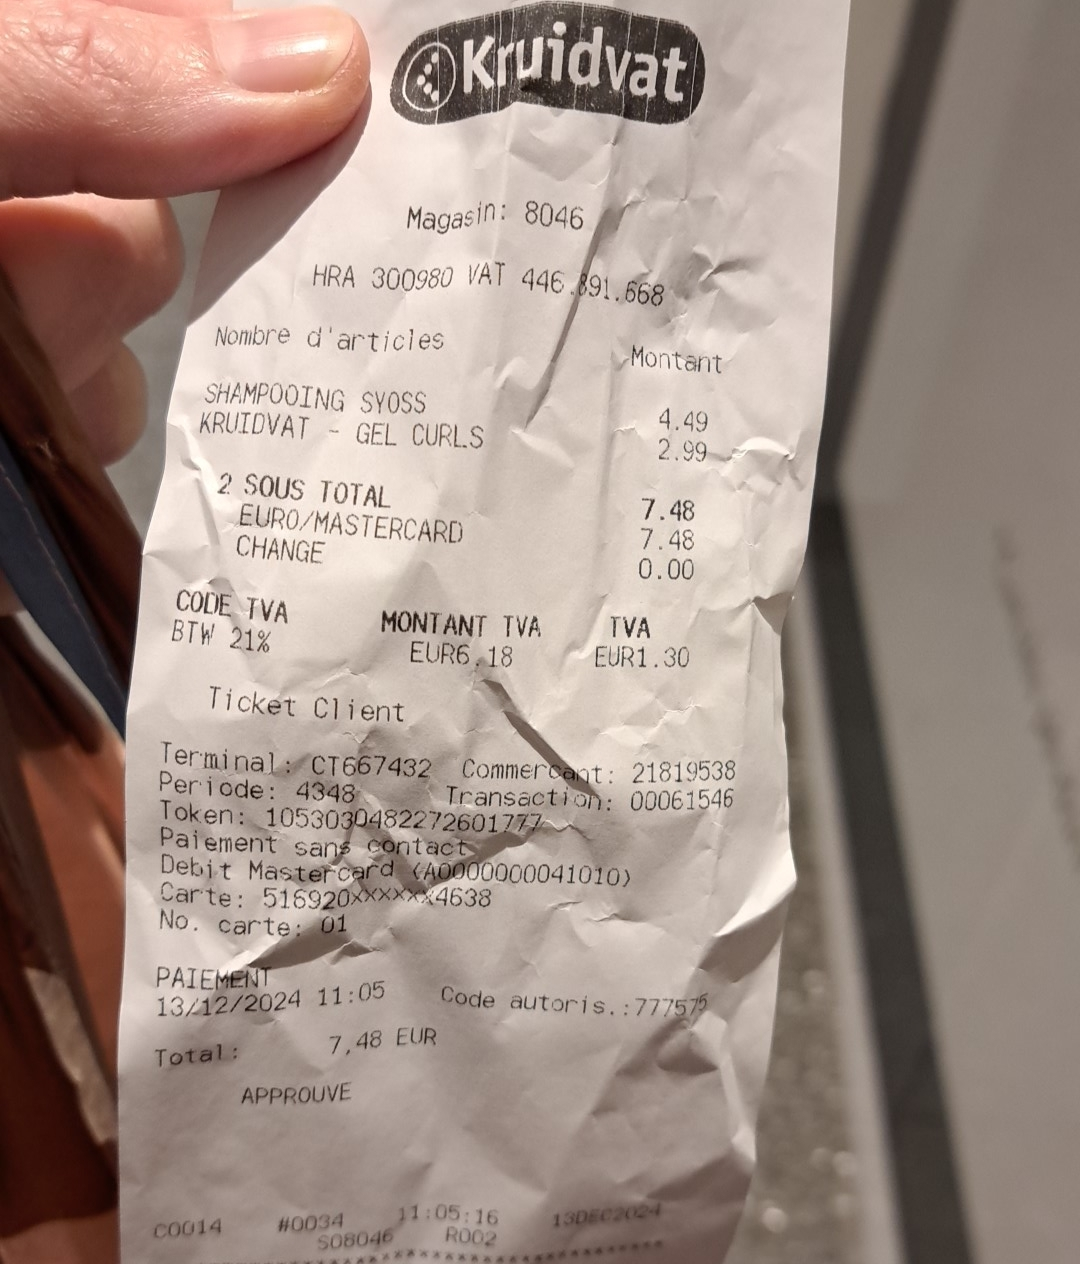 Kruidvat
Magasin: 8046
HRA 300980 VAT 446.891.668
Nombre d'articles Montant
SHAMPOOING SYOSS 4.49
KRUIDVAT - GEL CURLS 2.99
2 SOUS TOTAL 7.48
EURO/MASTERCARD 7.48
CHANGE 0.00
CODE TVA MONTANT TVA TVA
BTW 21% EUR6.18 EUR1.30
Ticket Client
Terminal: CT667432 Commercant: 21819538
Periode: 4348 Transaction: 00061546
Token: 1053030482272601777
Paiement sans contact
Debit Mastercard (A0000000041010)
Carte: 516920xxxxxx4638
No. carte: 01
PAIEMENT
13/12/2024 11:05 Code autoris.:777575
Total: 7,48 EUR
APPROUVE
C0014 #0034 11:05:16 13DEC2024
S08046 R002